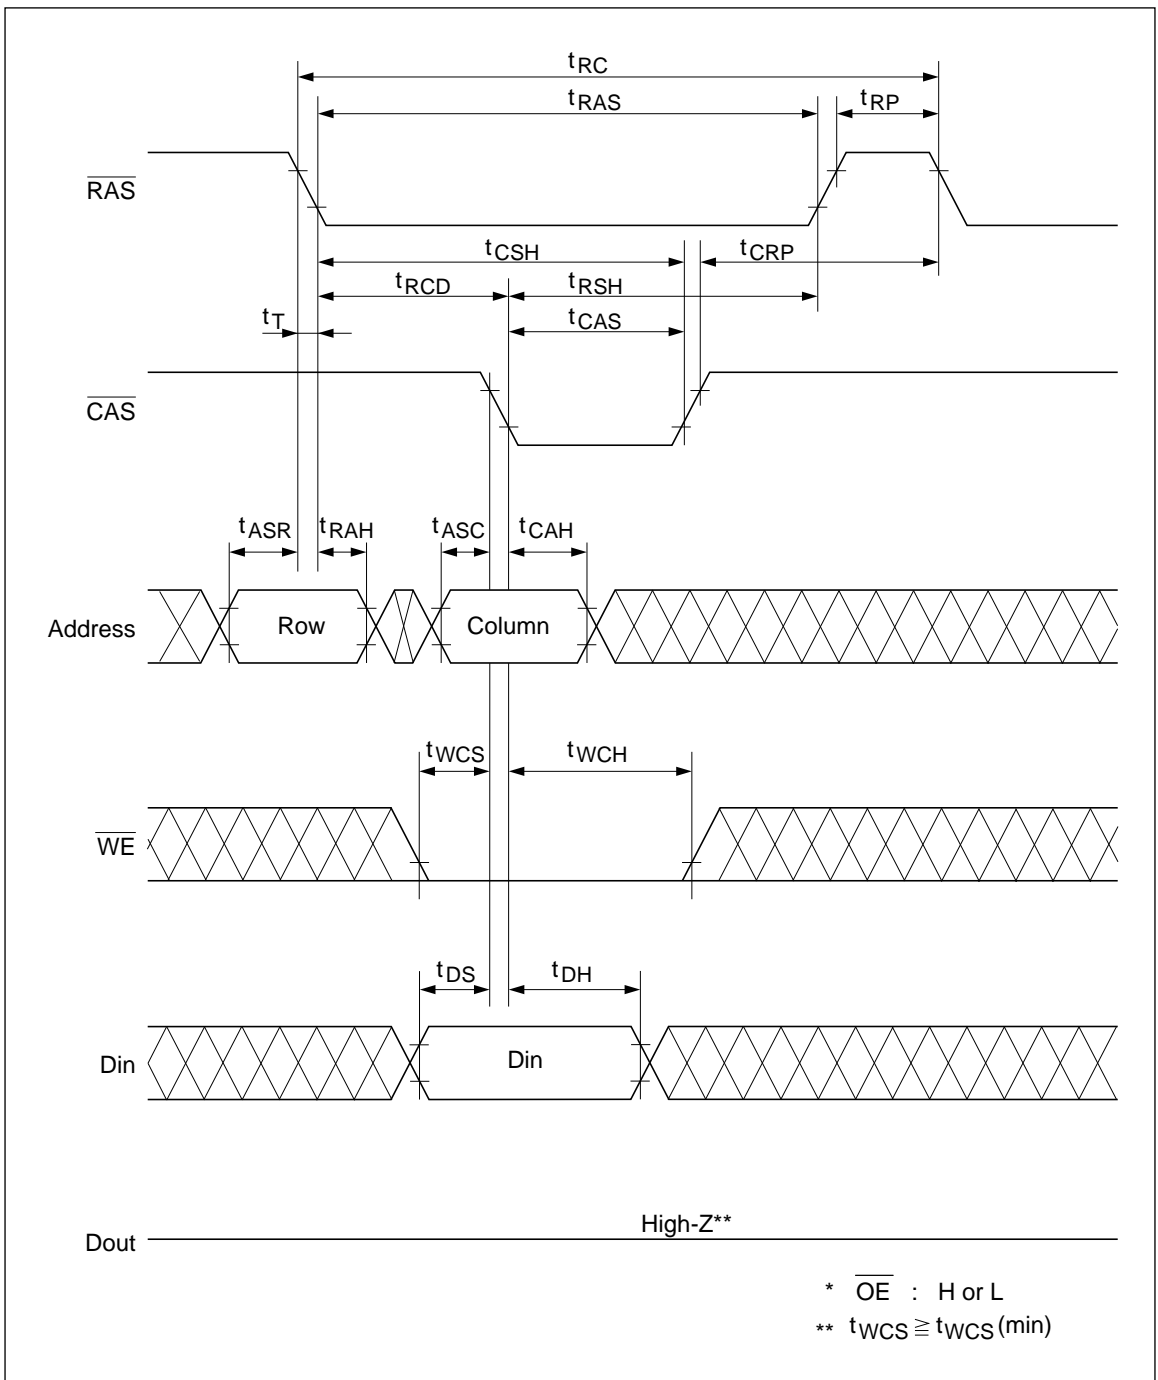 tRC
tRAS tRP
RAS
tCSH tCRP
tRCD tRSH
tT tCAS
CAS
tASR tRAH tASC tCAH
Address Row Column
tWCS tWCH
WE
tDS tDH
Din Din
High-Z**
Dout
* OE : H or L
** tWCS ≧ tWCS(min)